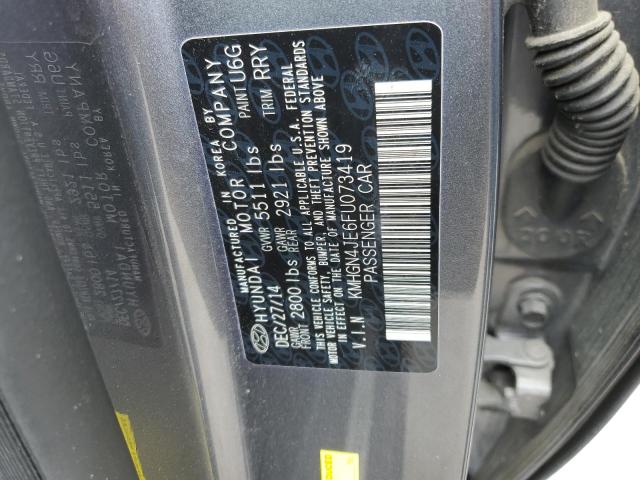 MANUFACTURED IN KOREA BY
HYUNDAI MOTOR COMPANY
DEC/27/14 GVWR 5511 lbs PAINT U6G
GAWR FRONT 2800 lbs GAWR REAR 2921 lbs TRIM RRY
THIS VEHICLE CONFORMS TO ALL APPLICABLE U.S.A. FEDERAL
MOTOR VEHICLE SAFETY, BUMPER, AND THEFT PREVENTION STANDARDS
IN EFFECT ON THE DATE OF MANUFACTURE SHOWN ABOVE
V.I.N KMHGN4JE6FU073419
PASSENGER CAR